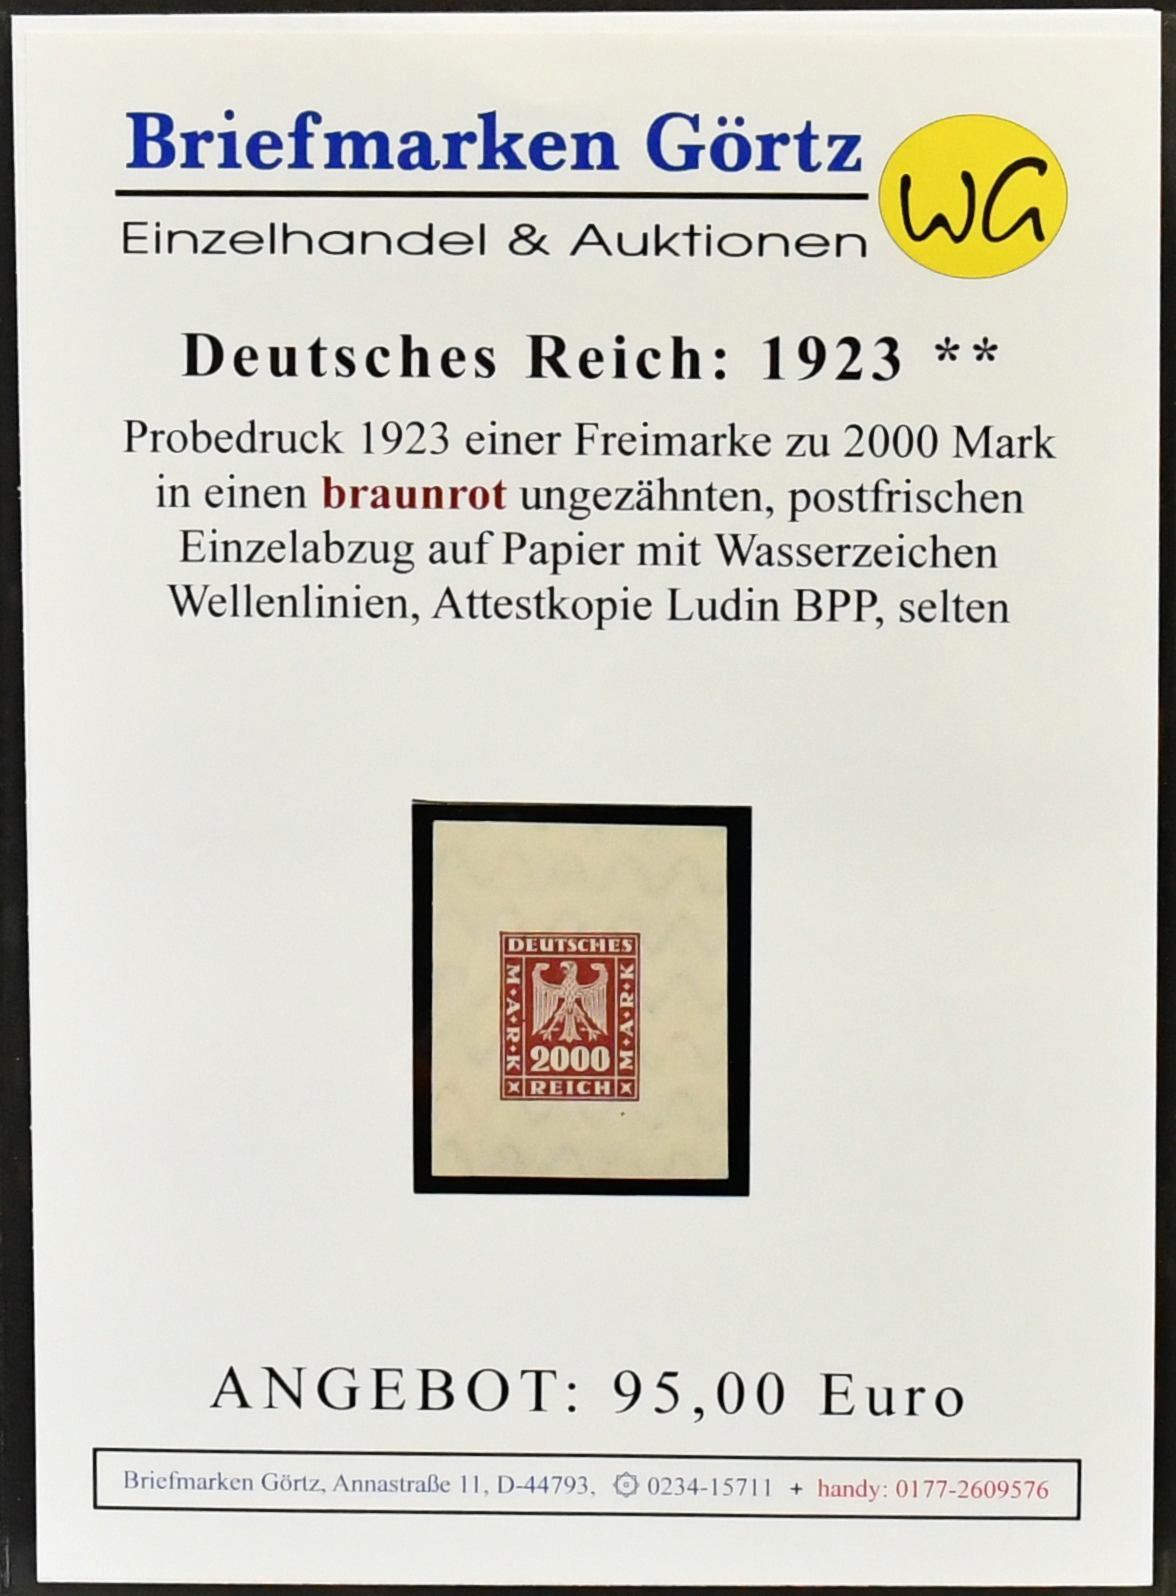 Briefmarken Görtz
WG
Einzelhandel & Auktionen
Deutsches Reich: 1923 **
Probedruck 1923 einer Freimarke zu 2000 Mark
in einen braunrot ungezähnten, postfrischen
Einzelabzug auf Papier mit Wasserzeichen
Wellenlinien, Attestkopie Ludin BPP, selten
DEUTSCHES
M·A·R·K
M·A·R·K
2000
REICH
ANGEBOT: 95,00 Euro
Briefmarken Görtz, Annastraße 11, D-44793, 0234-15711 + handy: 0177-2609576